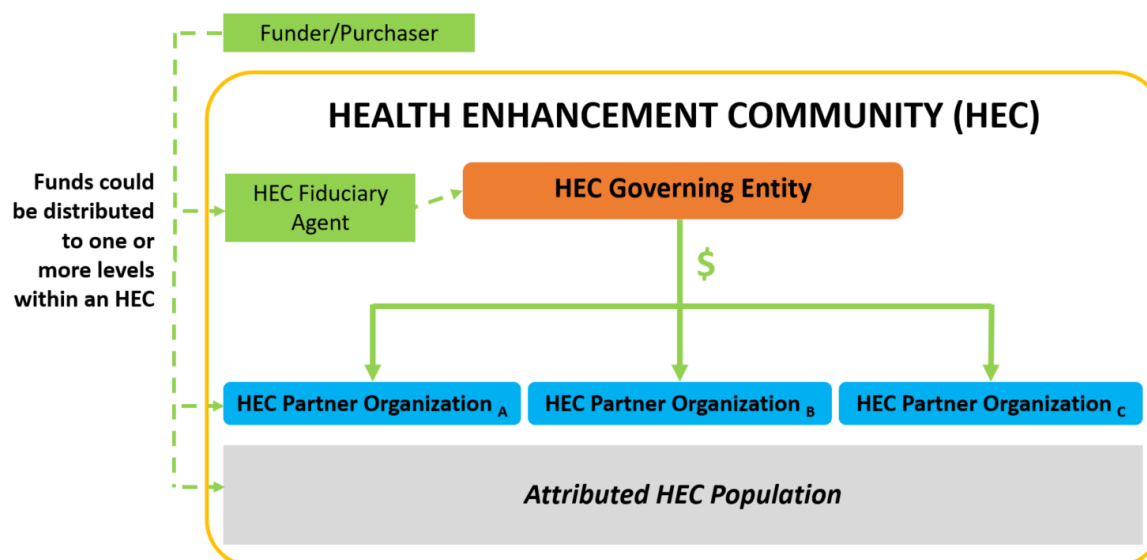 Funder/Purchaser
HEALTH ENHANCEMENT COMMUNITY (HEC)
Funds could
be distributed
to one or
more levels
within an HEC
HEC Fiduciary
Agent
HEC Governing Entity
$
HEC Partner Organization A
HEC Partner Organization B
HEC Partner Organization C
Attributed HEC Population